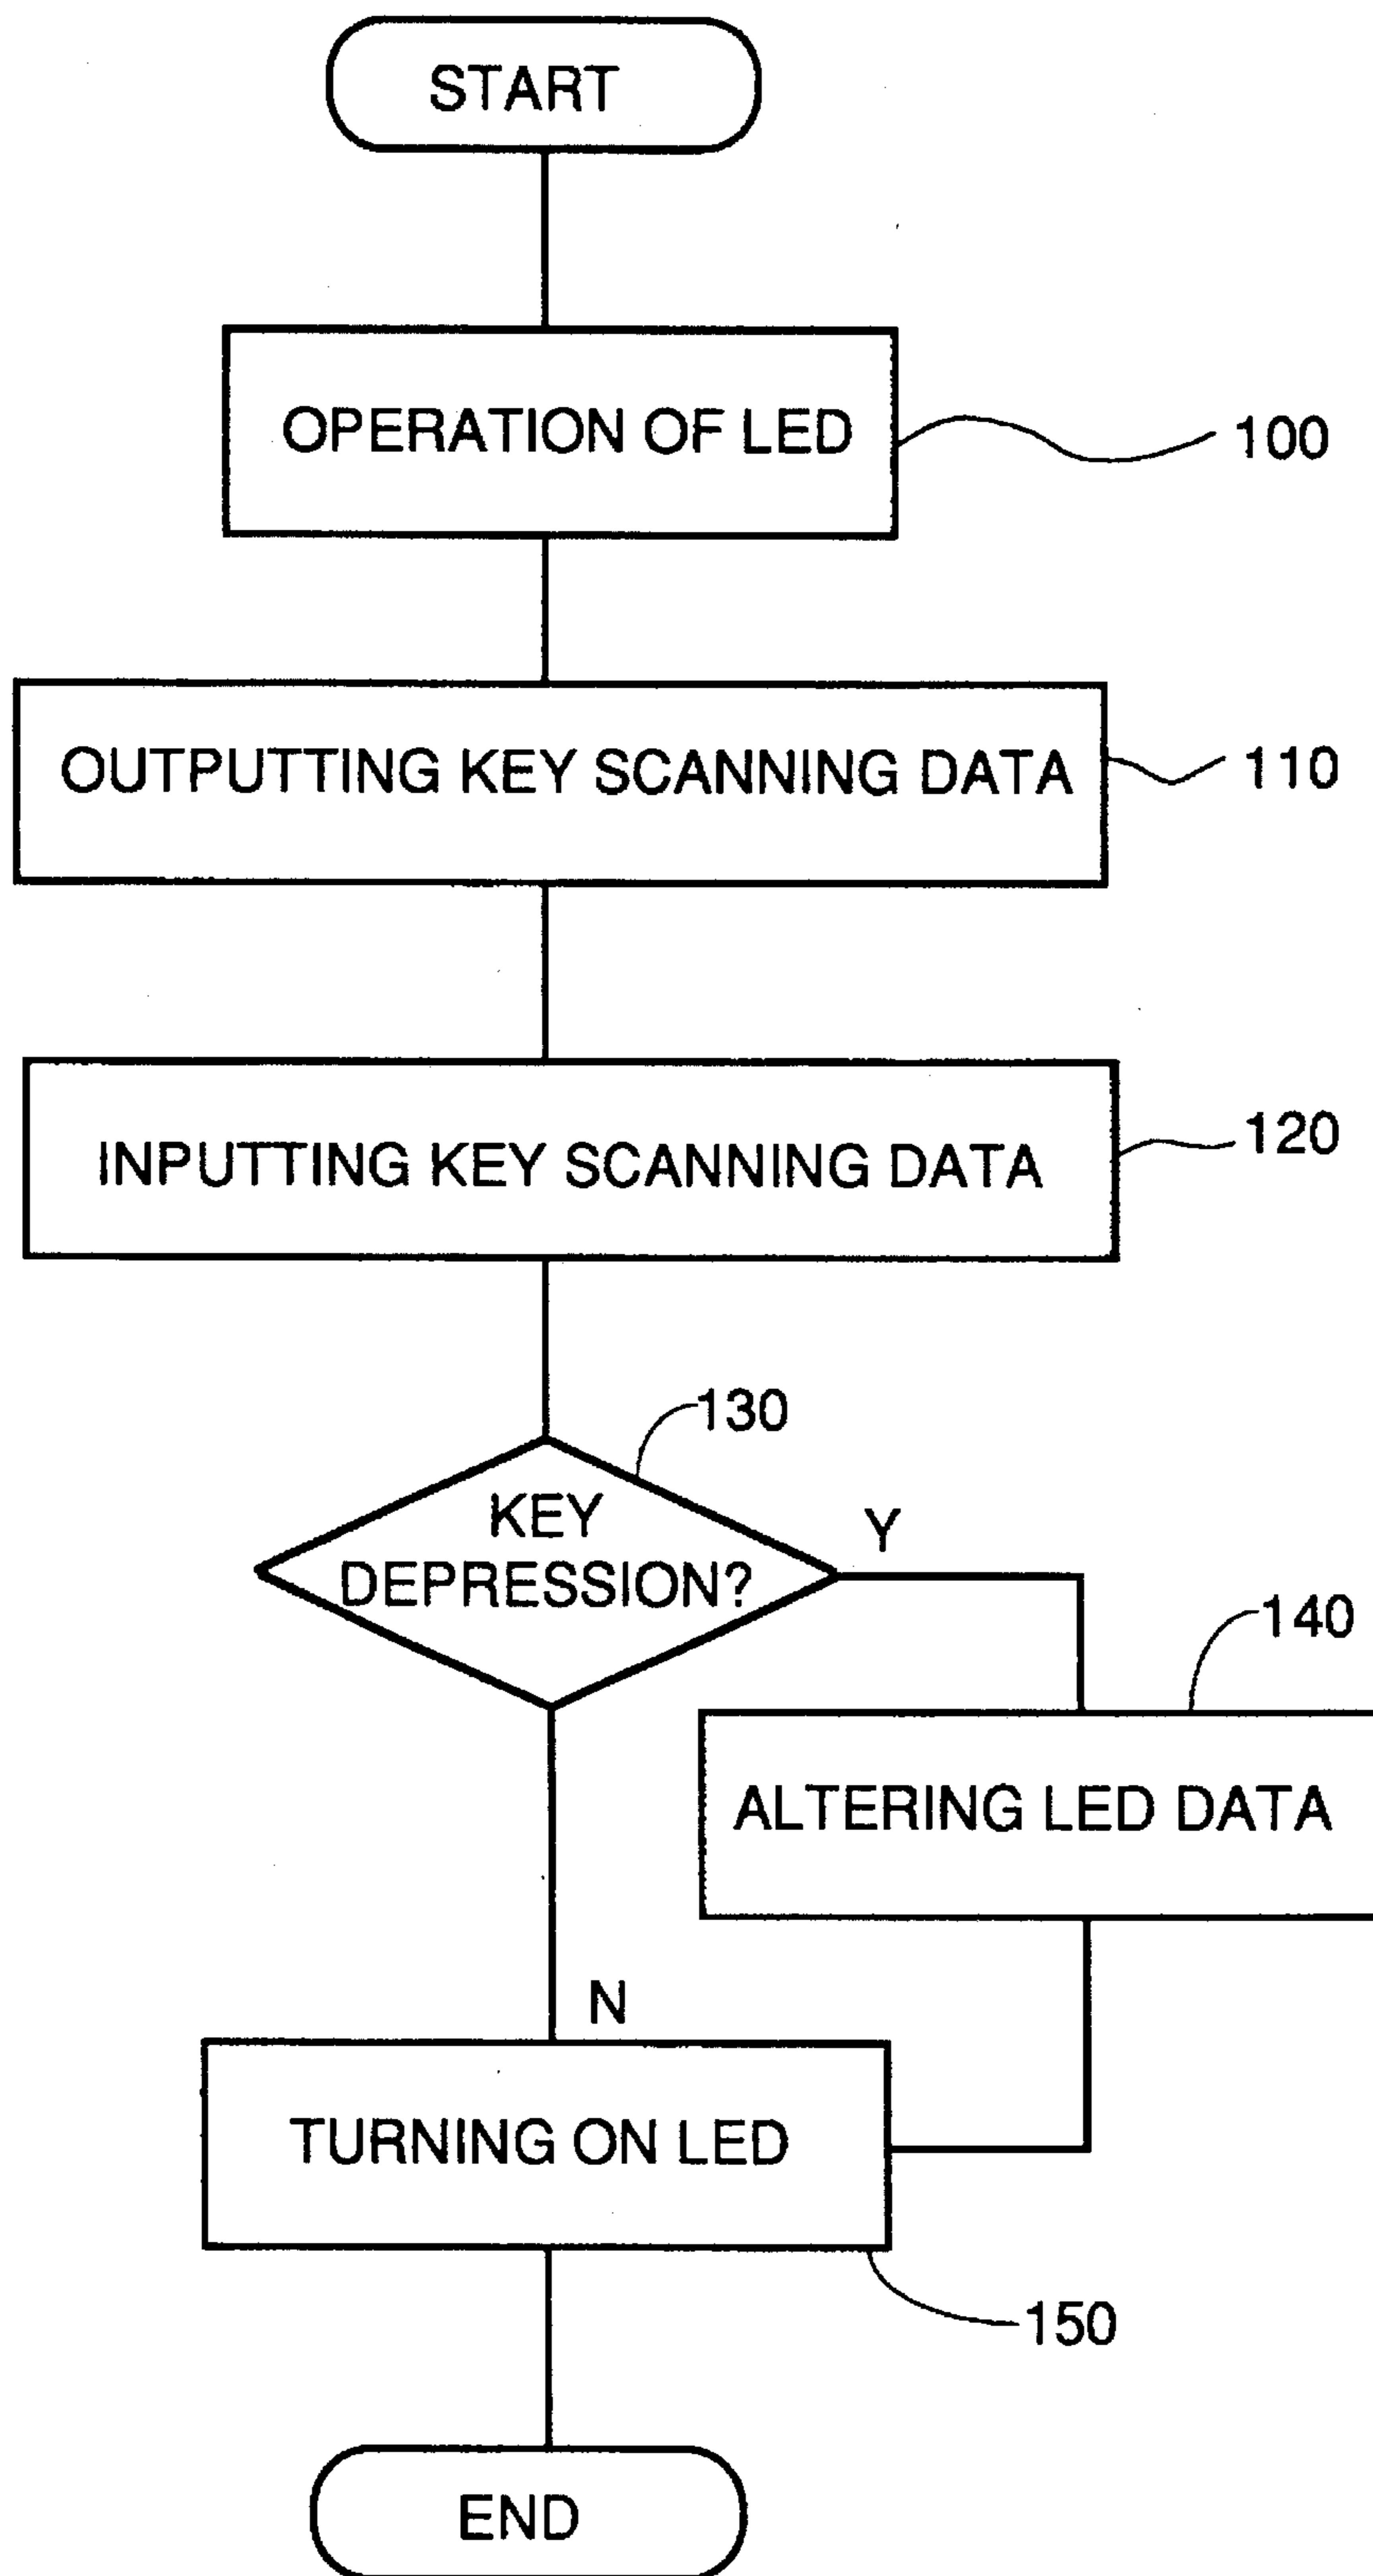 START
OPERATION OF LED
100
OUTPUTTING KEY SCANNING DATA
110
INPUTTING KEY SCANNING DATA
120
130
KEY
DEPRESSION?
Y
140
ALTERING LED DATA
N
TURNING ON LED
150
END